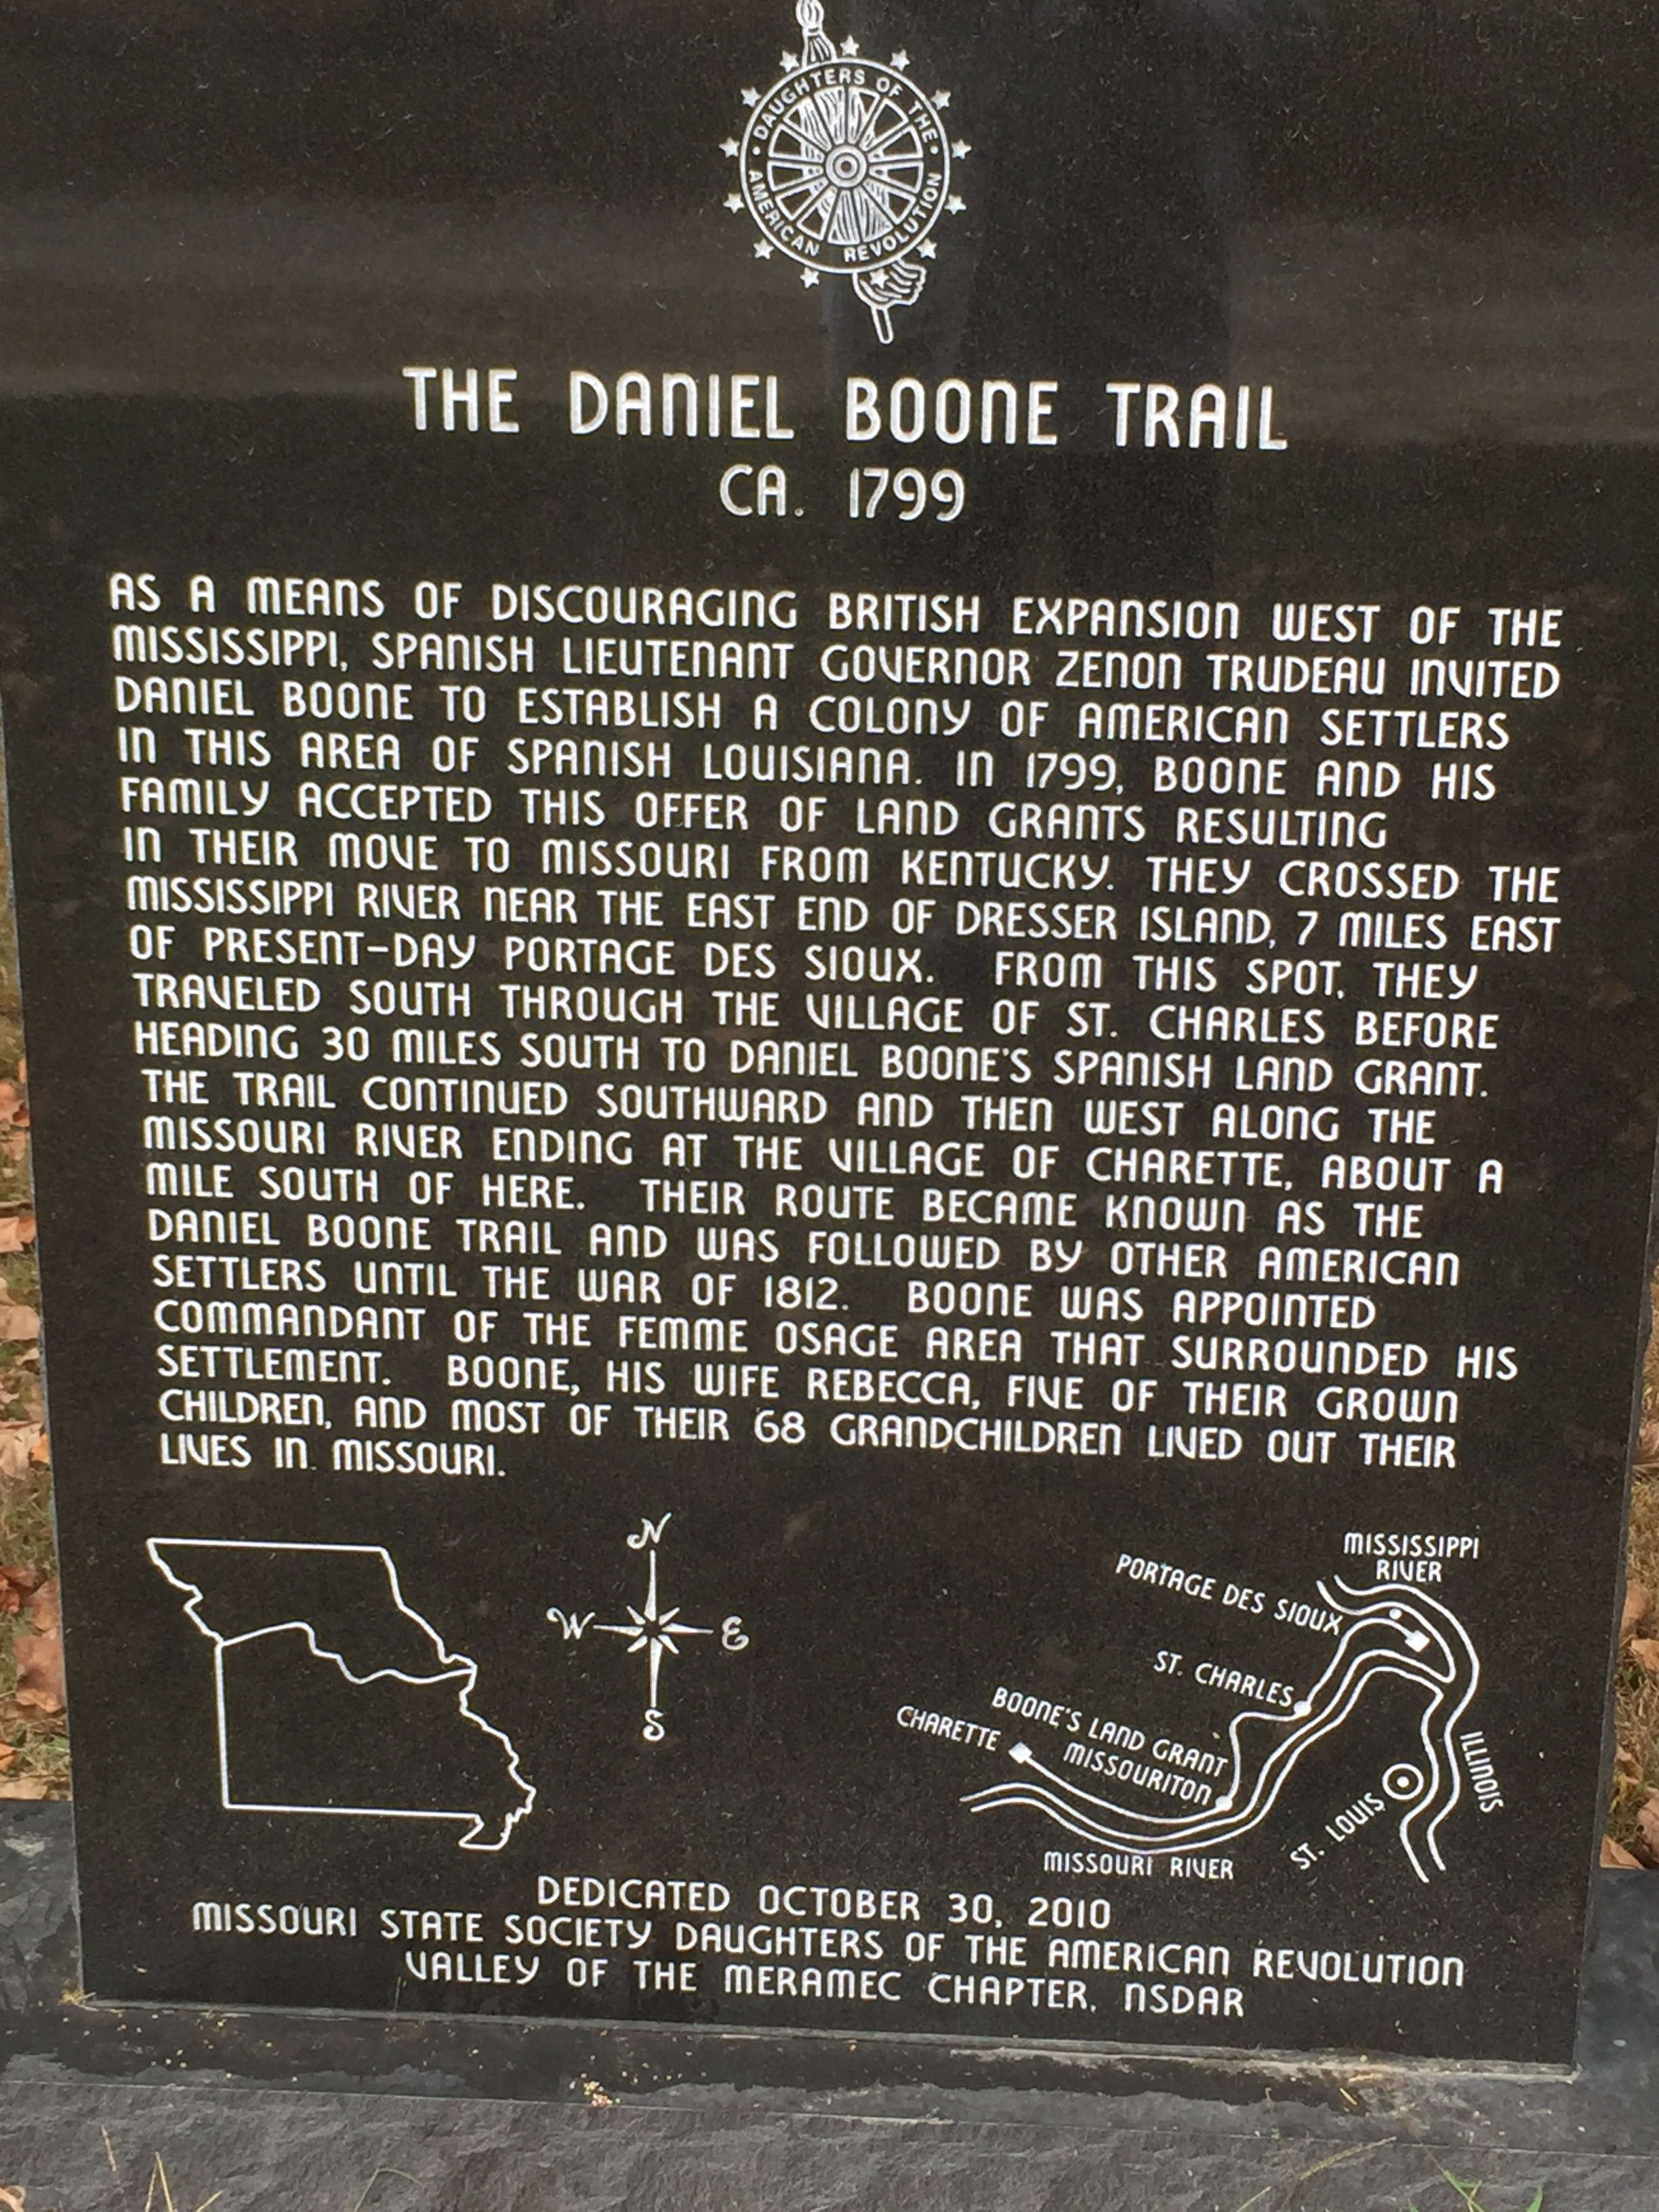 DAUGHTERS OF THE
AMERICAN REVOLUTION
THE DANIEL BOONE TRAIL
CA. 1799
AS A MEANS OF DISCOURAGING BRITISH EXPANSION WEST OF THE
MISSISSIPPI, SPANISH LIEUTENANT GOVERNOR ZENON TRUDEAU INVITED
DANIEL BOONE TO ESTABLISH A COLONY OF AMERICAN SETTLERS
IN THIS AREA OF SPANISH LOUISIANA. IN 1799, BOONE AND HIS
FAMILY ACCEPTED THIS OFFER OF LAND GRANTS RESULTING
IN THEIR MOVE TO MISSOURI FROM KENTUCKY. THEY CROSSED THE
MISSISSIPPI RIVER NEAR THE EAST END OF DRESSER ISLAND, 7 MILES EAST
OF PRESENT-DAY PORTAGE DES SIOUX. FROM THIS SPOT, THEY
TRAVELED SOUTH THROUGH THE VILLAGE OF ST. CHARLES BEFORE
HEADING 30 MILES SOUTH TO DANIEL BOONE'S SPANISH LAND GRANT.
THE TRAIL CONTINUED SOUTHWARD AND THEN WEST ALONG THE
MISSOURI RIVER ENDING AT THE VILLAGE OF CHARETTE, ABOUT A
MILE SOUTH OF HERE. THEIR ROUTE BECAME KNOWN AS THE
DANIEL BOONE TRAIL AND WAS FOLLOWED BY OTHER AMERICAN
SETTLERS UNTIL THE WAR OF 1812. BOONE WAS APPOINTED
COMMANDANT OF THE FEMME OSAGE AREA THAT SURROUNDED HIS
SETTLEMENT. BOONE, HIS WIFE REBECCA, FIVE OF THEIR GROWN
CHILDREN, AND MOST OF THEIR 68 GRANDCHILDREN LIVED OUT THEIR
LIVES IN MISSOURI.
N
W E
S
MISSISSIPPI
RIVER
PORTAGE DES SIOUX
ST. CHARLES
BOONE'S LAND GRANT
MISSOURITON
CHARETTE
ILLINOIS
ST. LOUIS
MISSOURI RIVER
DEDICATED OCTOBER 30, 2010
MISSOURI STATE SOCIETY DAUGHTERS OF THE AMERICAN REVOLUTION
VALLEY OF THE MERAMEC CHAPTER, NSDAR